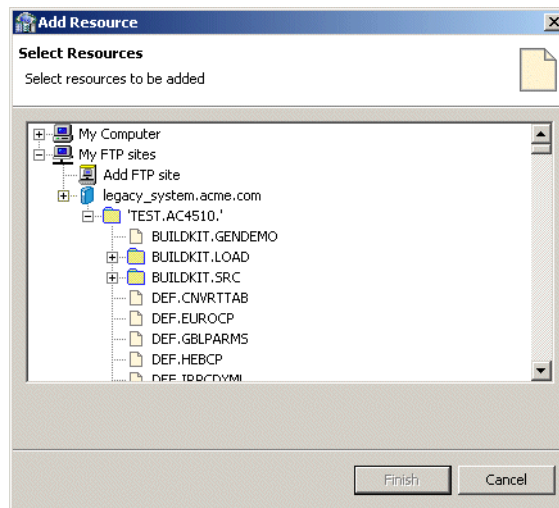 Add Resource
Select Resources
Select resources to be added
My Computer
My FTP sites
Add FTP site
legacy_system.acme.com
'TEST.AC4510.'
BUILDKIT.GENDEMO
BUILDKIT.LOAD
BUILDKIT.SRC
DEF.CNVRTTAB
DEF.EUROCP
DEF.GBLPARMS
DEF.HEBCP
Finish
Cancel